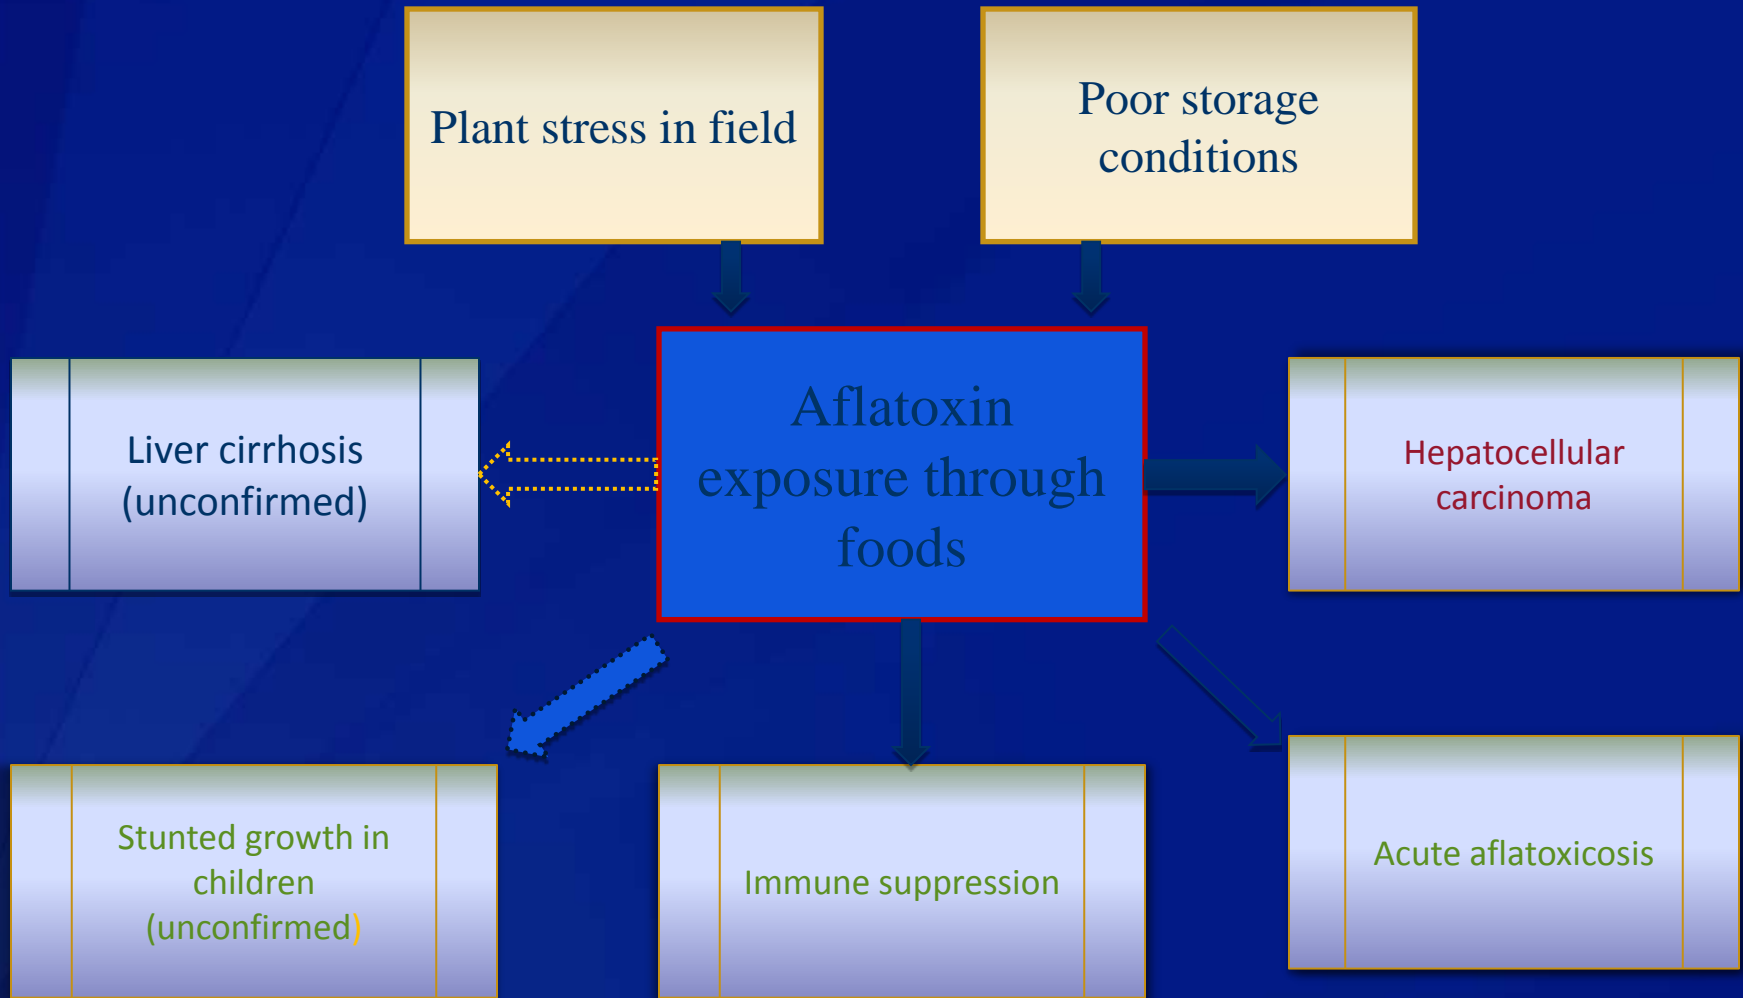 Plant stress in field
Poor storage
conditions
Liver cirrhosis
(unconfirmed)
Aflatoxin
exposure through
foods
Hepatocellular
carcinoma
Stunted growth in
children
(unconfirmed)
Immune suppression
Acute aflatoxicosis